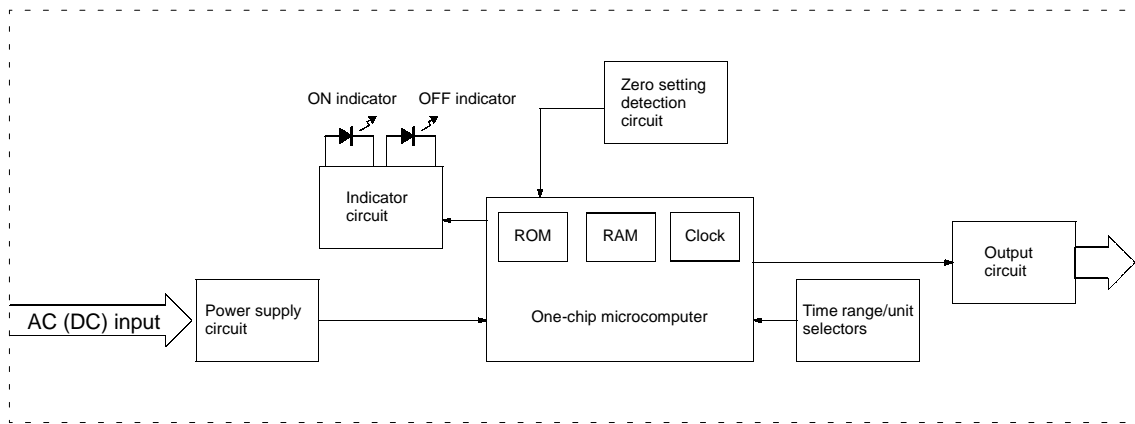 Zero setting
detection
circuit
ON indicator
OFF indicator
Indicator
circuit
ROM
RAM
Clock
Output
circuit
AC (DC) input
Power supply
circuit
One-chip microcomputer
Time range/unit
selectors